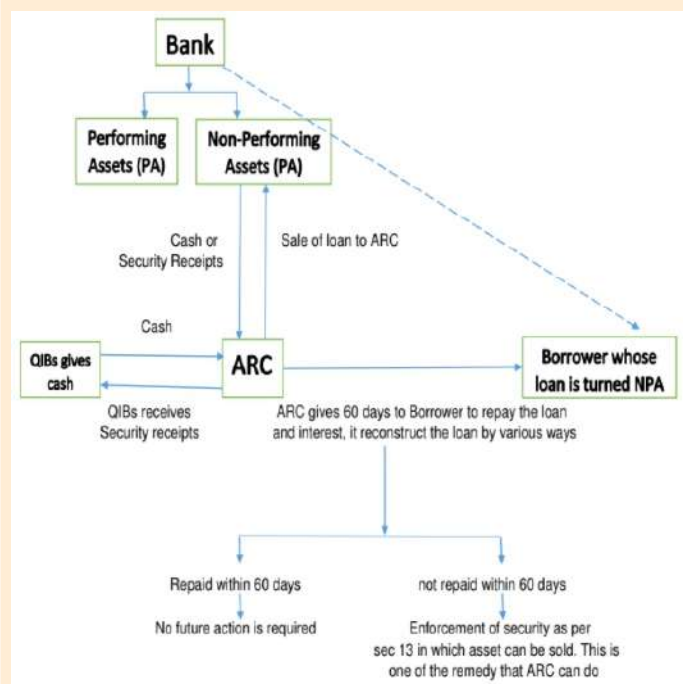 Bank
Performing
Assets (PA)
Non-Performing
Assets (PA)
Cash or
Security Receipts
Sale of loan to ARC
Cash
QIBs gives
cash
ARC
Borrower whose
loan is turned NPA
QIBs receives
Security receipts
ARC gives 60 days to Borrower to repay the loan
and interest, it reconstruct the loan by various ways
Repaid within 60 days
not repaid within 60 days
No future action is required
Enforcement of security as per
sec 13 in which asset can be sold. This is
one of the remedy that ARC can do